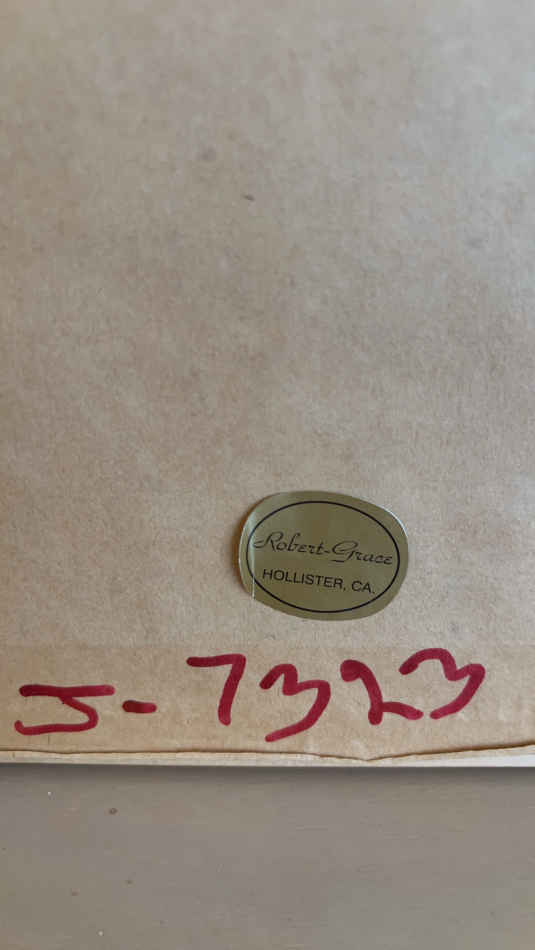 Robert-Grace
HOLLISTER, CA.
J-7323